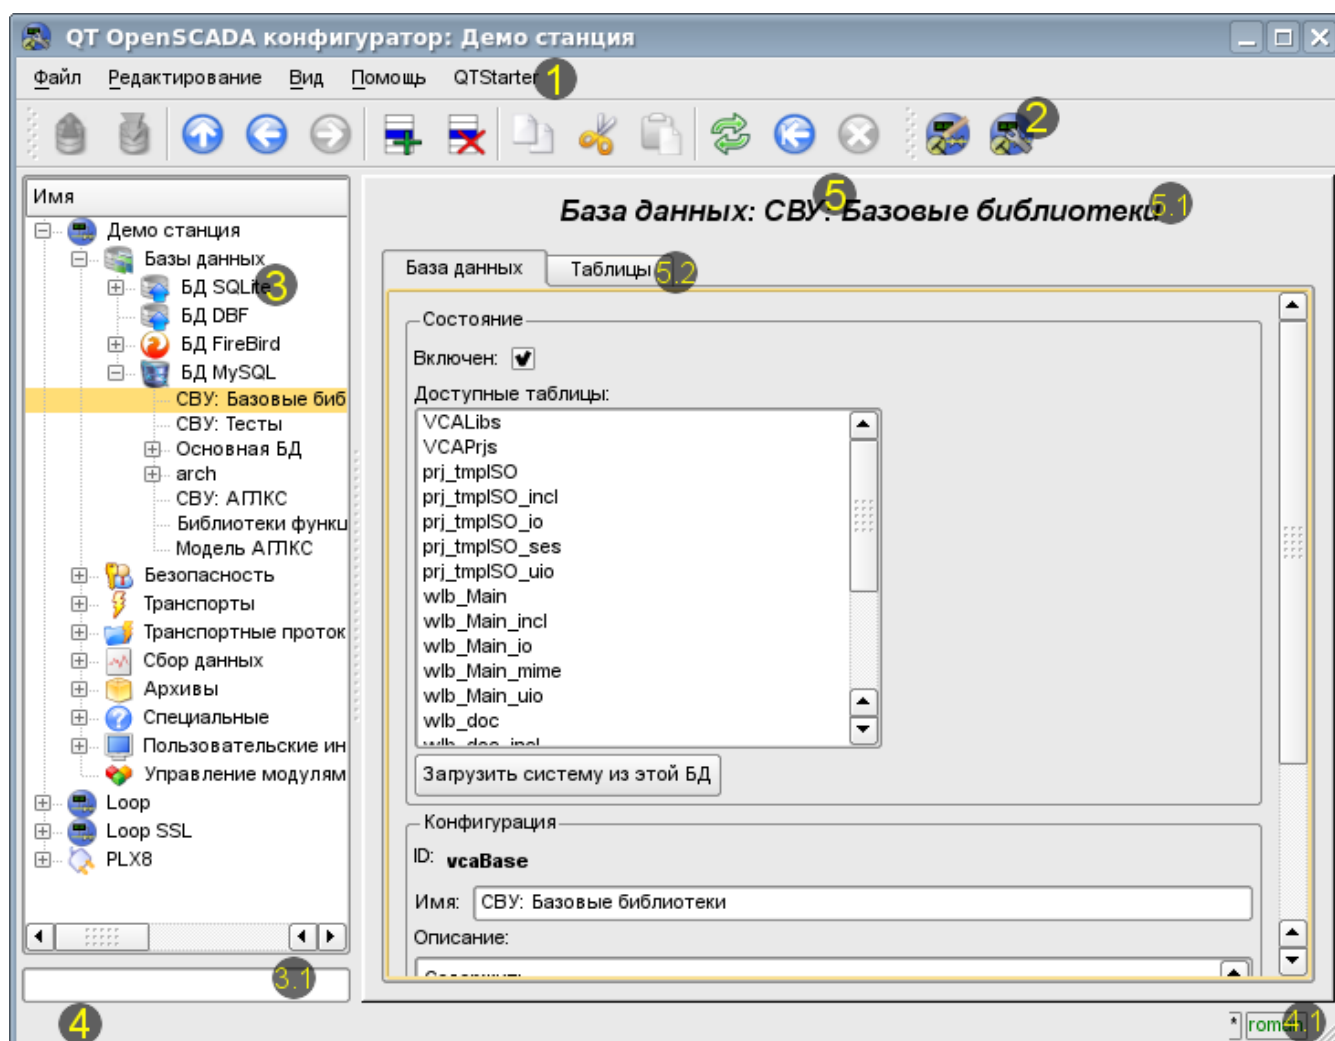 QT OpenSCADA конфигуратор: Демо станция
Файл Редактирование Вид Помощь QTStarter 1
2
Имя
Демо станция
Базы данных
БД SQLite 3
БД DBF
БД FireBird
БД MySQL
СВУ: Базовые биб
СВУ: Тесты
Основная БД
arch
СВУ: АГЛКС
Библиотеки функц
Модель АГЛКС
Безопасность
Транспорты
Транспортные проток
Сбор данных
Архивы
Специальные
Пользовательские ин
Управление модулям
Loop
Loop SSL
PLX8
3.1
5
База данных: СВУ: Базовые библиотеки 5.1
База данных Таблицы 5.2
Состояние
Включен:
Доступные таблицы:
VCALibs
VCAPrjs
prj_tmplSO
prj_tmplSO_incl
prj_tmplSO_io
prj_tmplSO_ses
prj_tmplSO_uio
wlb_Main
wlb_Main_incl
wlb_Main_io
wlb_Main_mime
wlb_Main_uio
wlb_doc
wlb_doc_incl
Загрузить систему из этой БД
Конфигурация
ID: vcaBase
Имя: СВУ: Базовые библиотеки
Описание:
4
* roman 4.1